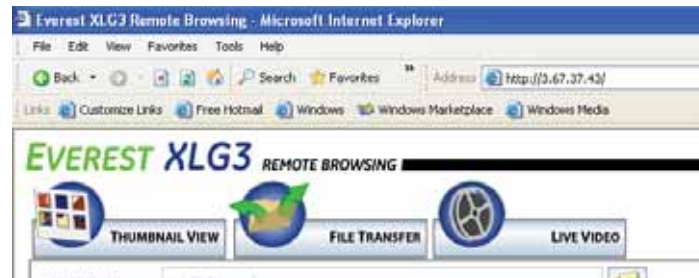 Everest XLG3 Remote Browsing - Microsoft Internet Explorer
File Edit View Favorites Tools Help
Back Search Favorites » Address http://3.67.37.43/
Links Customize Links Free Hotmail Windows Windows Marketplace Windows Media
EVEREST XLG3 REMOTE BROWSING
THUMBNAIL VIEW FILE TRANSFER LIVE VIDEO